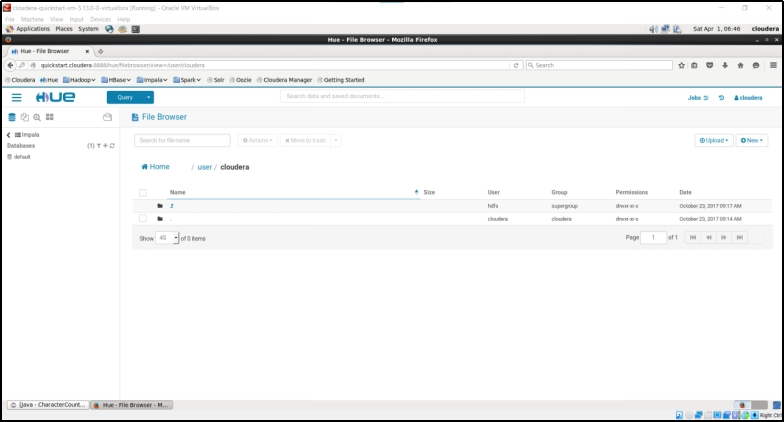 cloudera-quickstart-vm-5.13.0-0-virtualbox [Running] - Oracle VM VirtualBox
File Machine View Input Devices Help
Applications Places System Sat Apr 1, 06:46 cloudera
Hue - File Browser - Mozilla Firefox
Hue - File Browser
quickstart.cloudera:8888/hue/filebrowser/view=/user/cloudera Search
Cloudera Hue Hadoop HBase Impala Spark Solr Oozie Cloudera Manager Getting Started
HUE Query Search data and saved documents... Jobs cloudera
File Browser
Impala
Databases (1)
default
Search for file name Actions Move to trash Upload New
Home / user / cloudera
Name Size User Group Permissions Date
hdfs supergroup drwxr-xr-x October 23, 2017 09:17 AM
. cloudera cloudera drwxr-xr-x October 23, 2017 09:14 AM
Show 45 of 0 items Page 1 of 1
Java - CharacterCount... Hue - File Browser - M...
Right Ctrl